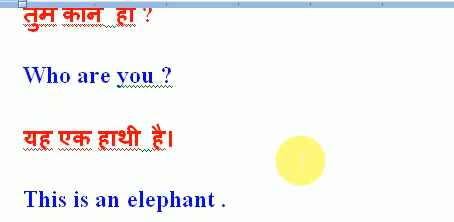 तुम कौन हो ?
Who are you ?
यह एक हाथी है।
This is an elephant .